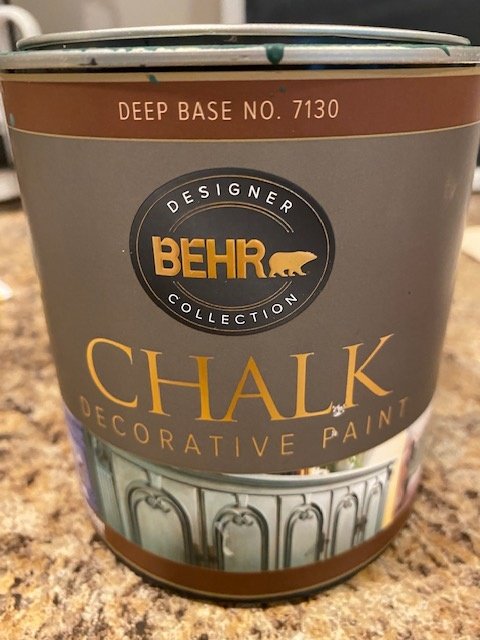 DEEP BASE NO. 7130
DESIGNER
BEHR
COLLECTION
CHALK
DECORATIVE PAINT